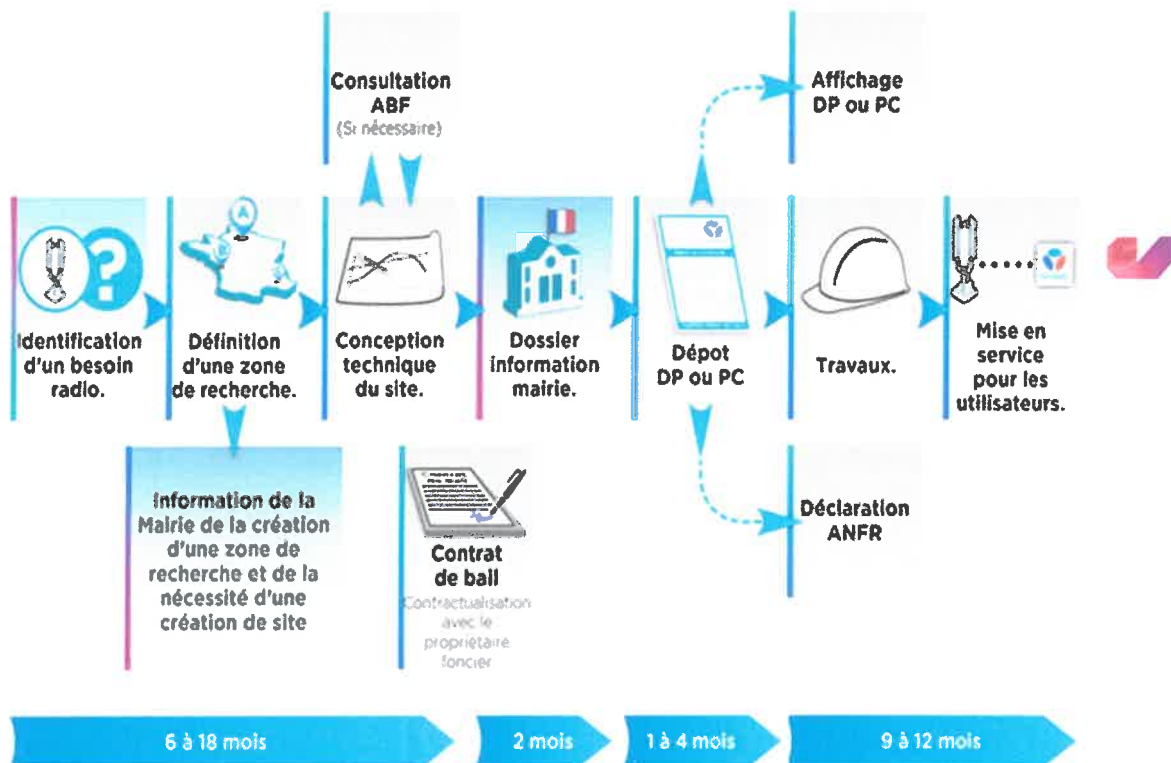 Consultation
ABF
(Si nécessaire)
Affichage
DP ou PC
A
Identification
d'un besoin
radio.
Définition
d'une zone
de recherche.
Conception
technique
du site.
Dossier
information
mairie.
Dépot
DP ou PC
Travaux.
Mise en
service
pour les
utilisateurs.
Information de la
Mairie de la création
d'une zone de
recherche et de la
nécessité d'une
création de site
Contrat
de bail
Contractualisation
avec le
propriétaire
foncier
Déclaration
ANFR
6 à 18 mois
2 mois
1 à 4 mois
9 à 12 mois